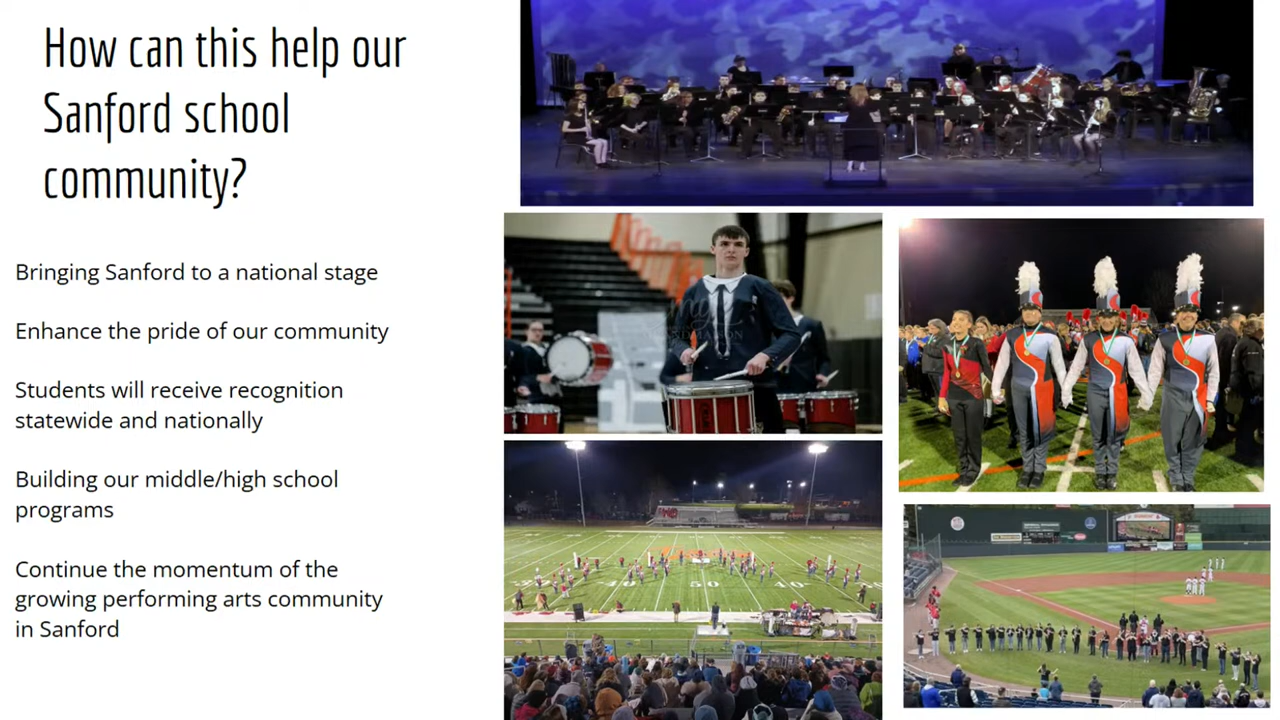 How can this help our
Sanford school
community?
Bringing Sanford to a national stage
Enhance the pride of our community
Students will receive recognition
statewide and nationally
Building our middle/high school
programs
Continue the momentum of the
growing performing arts community
in Sanford
50